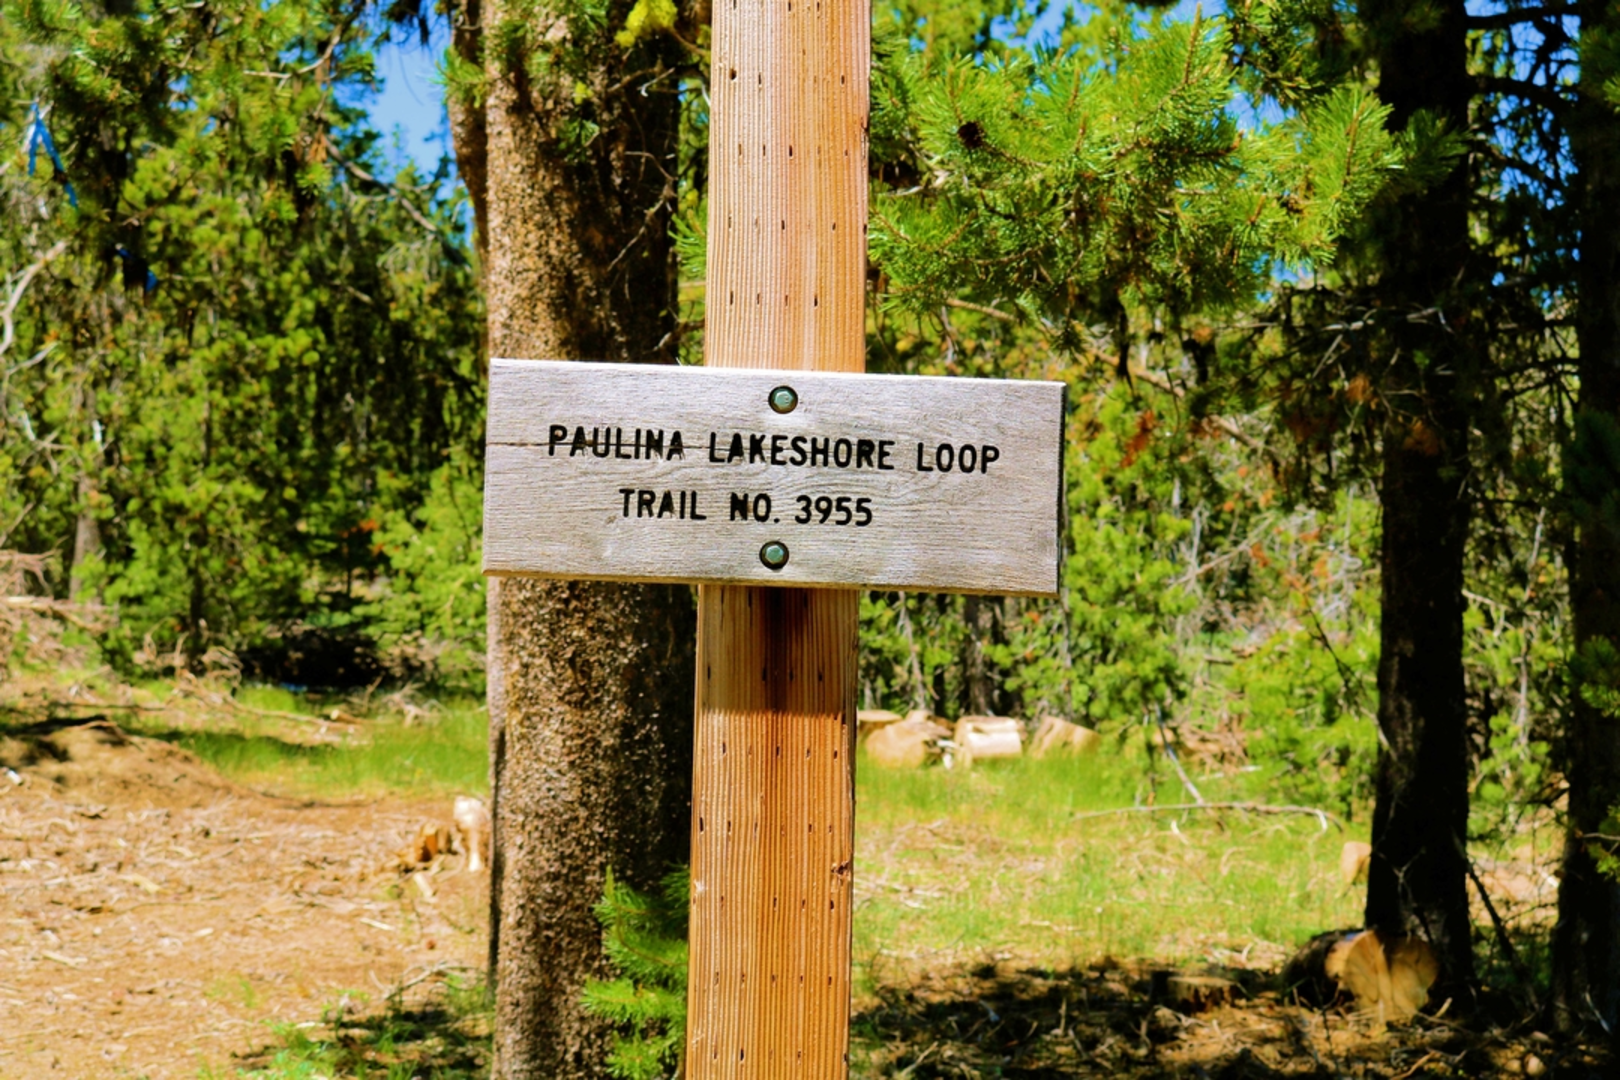 PAULINA LAKESHORE LOOP
TRAIL NO. 3955